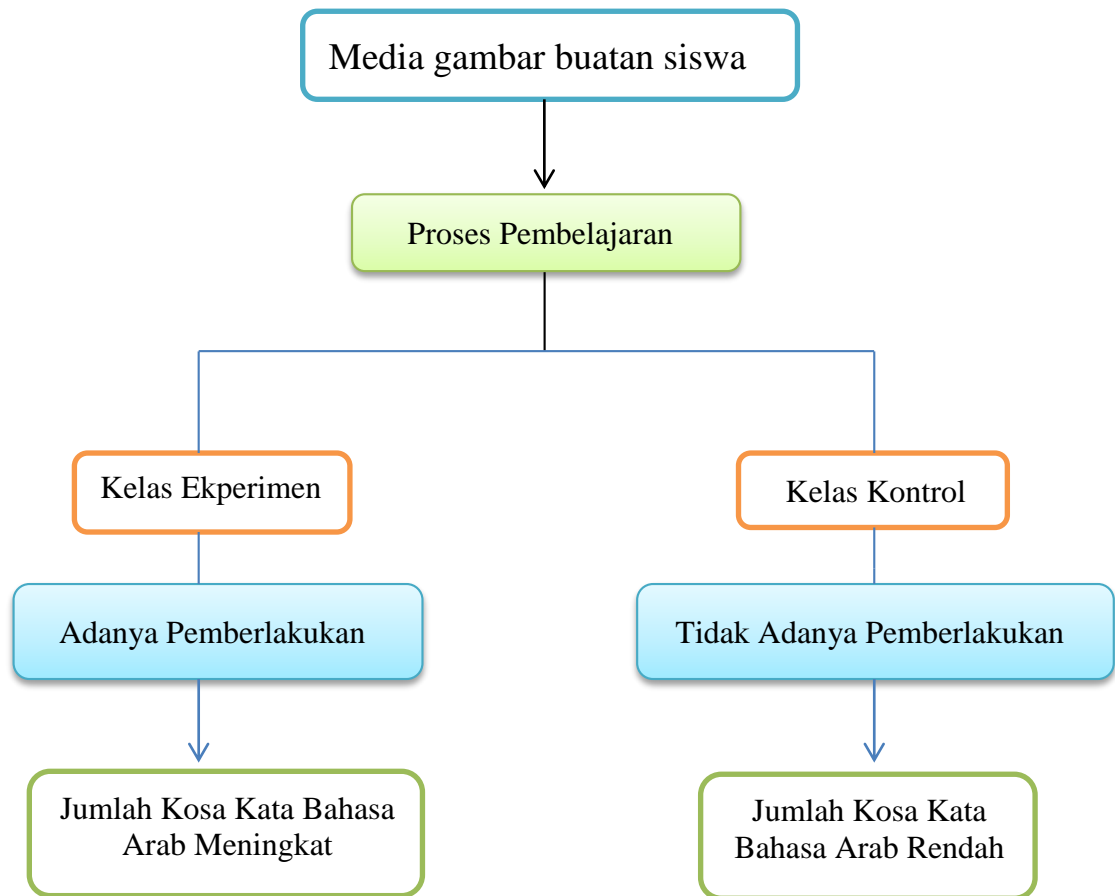 Media gambar buatan siswa
Proses Pembelajaran
Kelas Ekperimen
Kelas Kontrol
Adanya Pemberlakukan
Tidak Adanya Pemberlakukan
Jumlah Kosa Kata Bahasa
Arab Meningkat
Jumlah Kosa Kata
Bahasa Arab Rendah